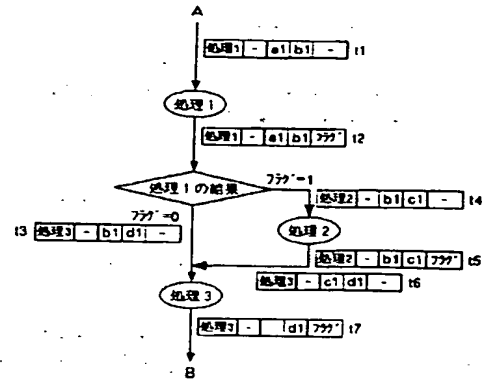 A
処理1 - a1 b1 - t1
処理1
処理1 - a1 b1 フラグ t2
処理1の結果
フラグ=1
処理2 - b1 c1 - t4
フラグ=0
t3 処理3 - b1 d1 -
処理2
処理2 - b1 c1 フラグ t5
処理3 - c1 d1 - t6
処理3
処理3 - d1 フラグ t7
B